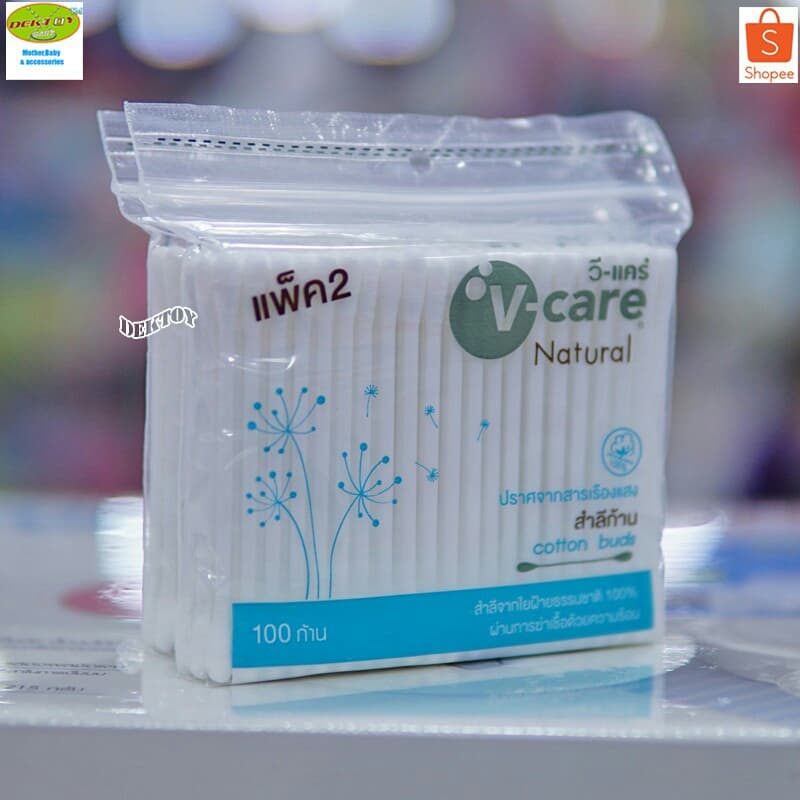 DEKTOY
Mother,Baby
& accessories
Shopee
แพ็ค2
วี-แคร์
V-care
Natural
DEKTOY
ปราศจากสารเรืองแสง
สำลีก้าน
cotton buds
สำลีจากใยฝ้ายธรรมชาติ 100%
ผ่านการฆ่าเชื้อด้วยความร้อน
100 ก้าน